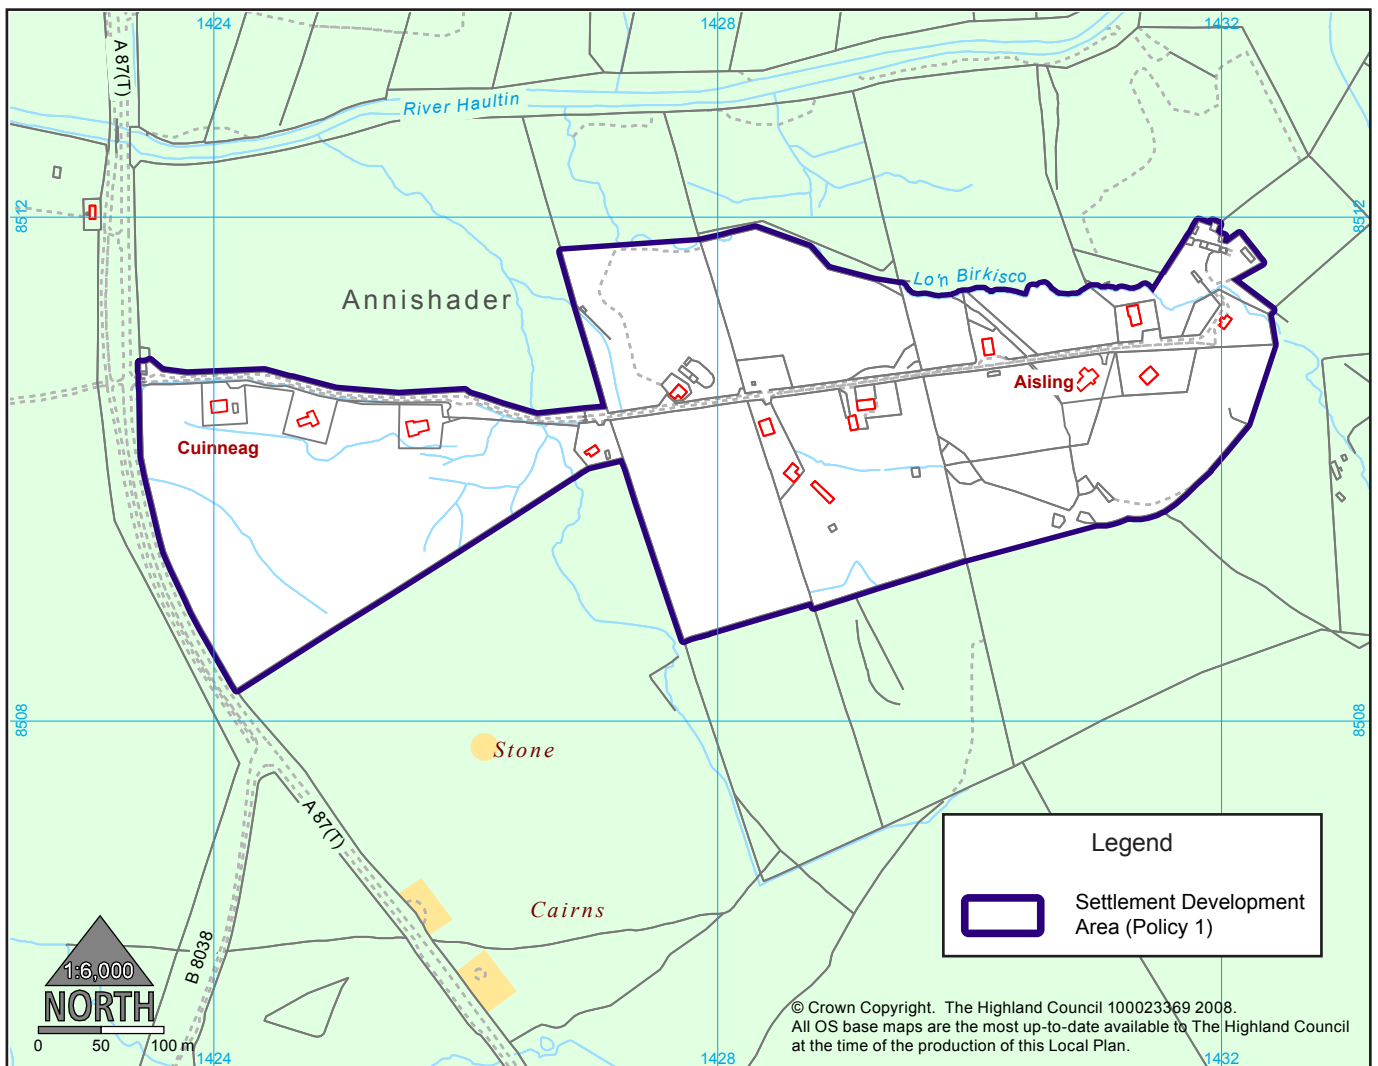 1424
1428
1432
A 87(T)
River Haultin
8512
8512
Lo'n Birkisco
Annishader
Aisling
Cuinneag
8508
8508
Stone
A 87(T)
Cairns
B 8038
Legend
Settlement Development
Area (Policy 1)
1:6,000
NORTH
0 50 100 m
© Crown Copyright. The Highland Council 100023369 2008.
All OS base maps are the most up-to-date available to The Highland Council
at the time of the production of this Local Plan.
1424
1428
1432